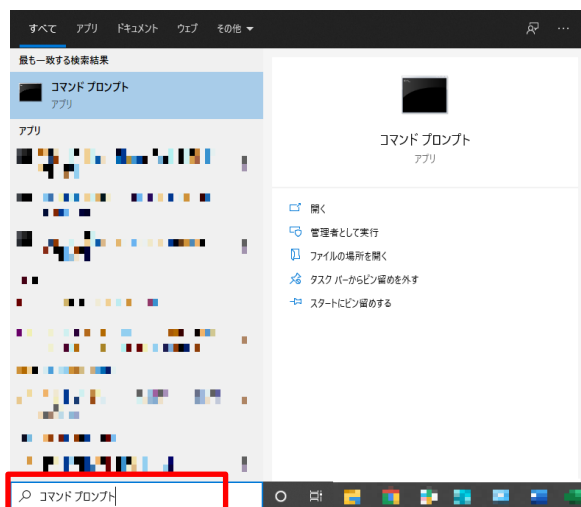 すべて アプリ ドキュメント ウェブ その他
最も一致する検索結果
コマンド プロンプト
アプリ
アプリ
コマンド プロンプト
アプリ
開く
管理者として実行
ファイルの場所を開く
タスク バーからピン留めを外す
スタートにピン留めする
コマンド プロンプト